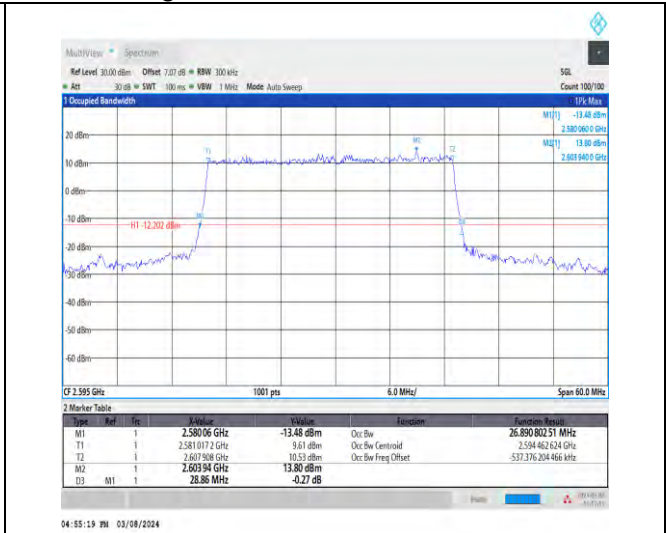 MultiView Spectrum
Ref Level 30.00 dBm Offset 7.07 dB RBW 300 kHz SGL
Att 30 dB SWT 100 ms VBW 1 MHz Mode Auto Sweep Count 100/100
1 Occupied Bandwidth 1Pk Max
M1[1] -13.48 dBm
2.5800600 GHz
M2[1] 13.80 dBm
2.6039400 GHz
20 dBm
M2
T1 T2
10 dBm
0 dBm
-10 dBm
H1 -12.202 dBm
-20 dBm
-30 dBm
-40 dBm
-50 dBm
-60 dBm
CF 2.595 GHz 1001 pts 6.0 MHz/ Span 60.0 MHz
2 Marker Table
Type Ref Trc X-Value Y-Value Function Function Result
M1 1 2.58006 GHz -13.48 dBm Occ Bw 26.890 802 51 MHz
T1 1 2.581 017 2 GHz 9.61 dBm Occ Bw Centroid 2.594 462 624 GHz
T2 1 2.607 908 GHz 10.53 dBm Occ Bw Freq Offset -537.376 204 466 kHz
M2 1 2.603 94 GHz 13.80 dBm
D3 M1 1 28.86 MHz -0.27 dB
04:55:19 PM 03/08/2024